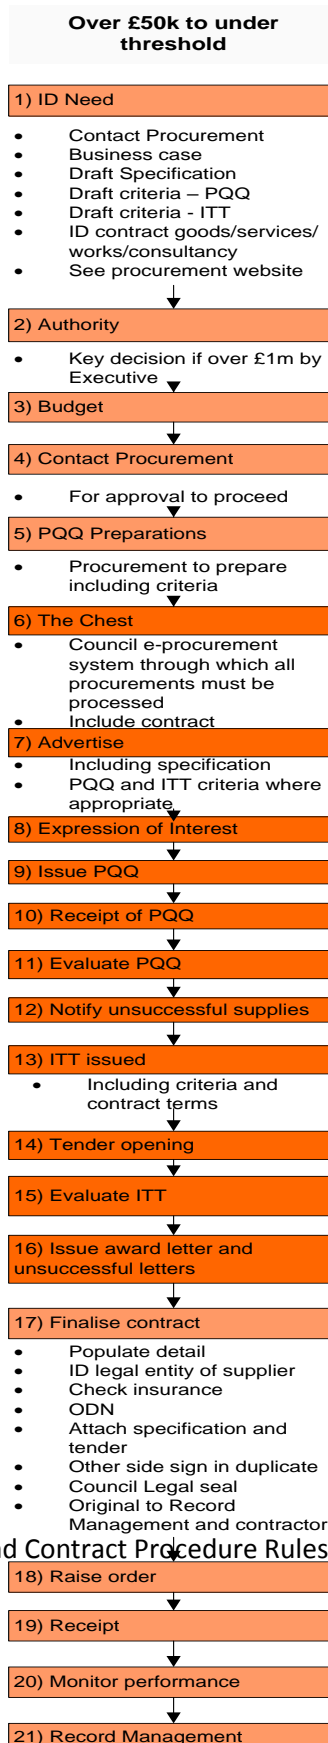 Over £50k to under
threshold
1) ID Need
• Contact Procurement
• Business case
• Draft Specification
• Draft criteria – PQQ
• Draft criteria - ITT
• ID contract goods/services/
works/consultancy
• See procurement website
2) Authority
• Key decision if over £1m by
Executive
3) Budget
4) Contact Procurement
• For approval to proceed
5) PQQ Preparations
• Procurement to prepare
including criteria
6) The Chest
• Council e-procurement
system through which all
procurements must be
processed
• Include contract
7) Advertise
• Including specification
• PQQ and ITT criteria where
appropriate
8) Expression of Interest
9) Issue PQQ
10) Receipt of PQQ
11) Evaluate PQQ
12) Notify unsuccessful supplies
13) ITT issued
• Including criteria and
contract terms
14) Tender opening
15) Evaluate ITT
16) Issue award letter and
unsuccessful letters
17) Finalise contract
• Populate detail
• ID legal entity of supplier
• Check insurance
• ODN
• Attach specification and
tender
• Other side sign in duplicate
• Council Legal seal
• Original to Record
Management and contractor
d Contract Procedure Rules
18) Raise order
19) Receipt
20) Monitor performance
21) Record Management